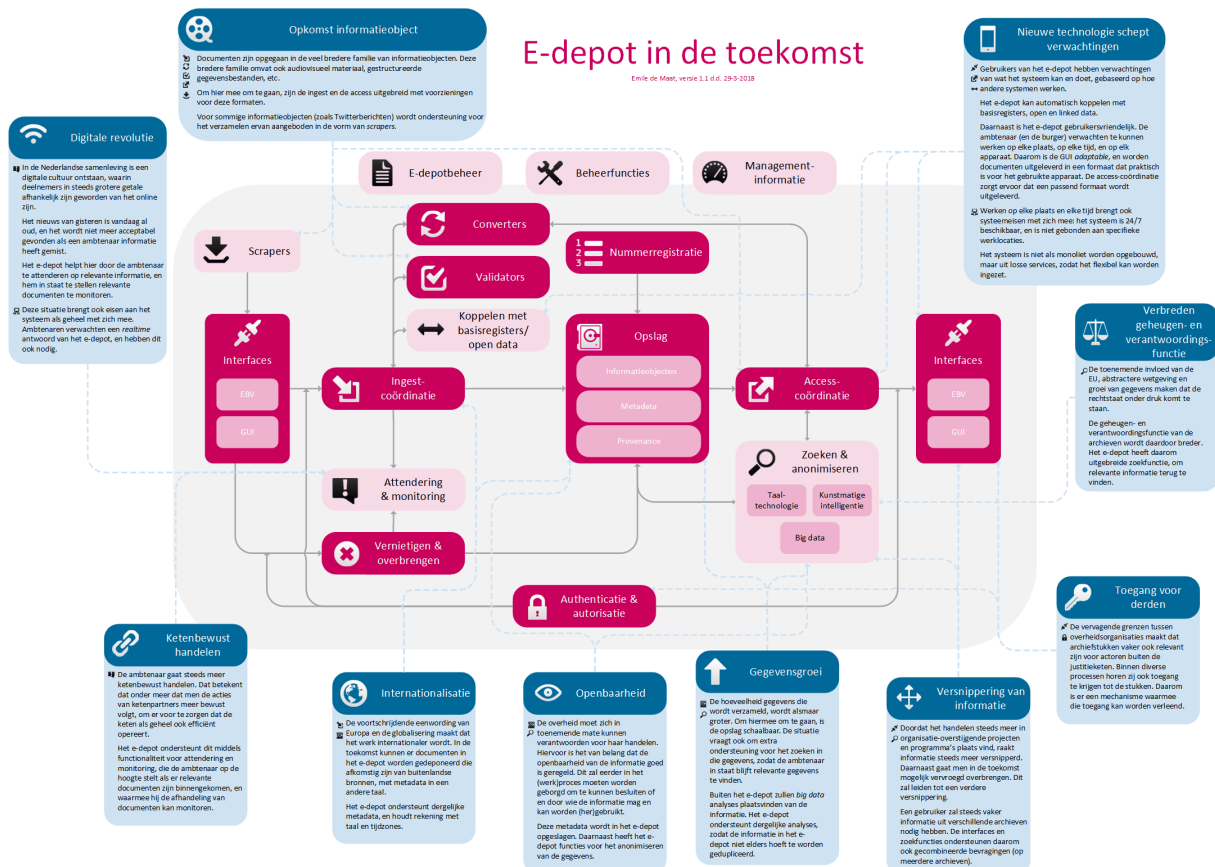 E-depot in de toekomst
Emile de Maat, versie 1.1 d.d. 29-3-2018
Opkomst informatieobject
Documenten zijn opgegaan in de veel bredere familie van informatieobjecten. Deze
bredere familie omvat ook audiovisueel materiaal, gestructureerde
gegevensbestanden, etc.
Om hier mee om te gaan, zijn de ingest en de access uitgebreid met voorzieningen
voor deze formaten.
Voor sommige informatieobjecten (zoals Twitterberichten) wordt ondersteuning voor
het verzamelen ervan aangeboden in de vorm van scrapers.
Nieuwe technologie schept
verwachtingen
Gebruikers van het e-depot hebben verwachtingen
van wat het systeem kan en doet, gebaseerd op hoe
andere systemen werken.
Het e-depot kan automatisch koppelen met
basisregisters, open en linked data.
Daarnaast is het e-depot gebruikersvriendelijk. De
ambtenaar (en de burger) verwachten te kunnen
werken op elke plaats, op elke tijd, en op elk
apparaat. Daarom is de GUI adaptable, en worden
documenten uitgeleverd in een formaat dat praktisch
is voor het gebruikte apparaat. De access-coördinatie
zorgt ervoor dat een passend formaat wordt
uitgeleverd.
Werken op elke plaats en elke tijd brengt ook
systeemeisen met zich mee: het systeem is 24/7
beschikbaar, en is niet gebonden aan specifieke
werklocaties.
Het systeem is niet als monoliet worden opgebouwd,
maar uit losse services, zodat het flexibel kan worden
ingezet.
Digitale revolutie
In de Nederlandse samenleving is een
digitale cultuur ontstaan, waarin
deelnemers in steeds grotere getale
afhankelijk zijn geworden van het online
zijn.
Het nieuws van gisteren is vandaag al
oud, en het wordt niet meer acceptabel
gevonden als een ambtenaar informatie
heeft gemist.
Het e-depot helpt hier door de ambtenaar
te attenderen op relevante informatie, en
hem in staat te stellen relevante
documenten te monitoren.
Deze situatie brengt ook eisen aan het
systeem als geheel met zich mee.
Ambtenaren verwachten een realtime
antwoord van het e-depot, en hebben dit
ook nodig.
E-depotbeheer
Beheerfuncties
Management-
informatie
Scrapers
Converters
Validators
Koppelen met
basisregisters/
open data
1
2
3
Nummerregistratie
Interfaces
EBV
GUI
Ingest-
coördinatie
Opslag
Informatieobjecten
Metadata
Provenance
Access-
coördinatie
Interfaces
EBV
GUI
Attendering
& monitoring
Vernietigen &
overbrengen
Zoeken &
anonimiseren
Taal-
technologie
Kunstmatige
intelligentie
Big data
Authenticatie &
autorisatie
Verbreden
geheugen- en
verantwoordings-
functie
De toenemende invloed van de
EU, abstractere wetgeving en
groei van gegevens maken dat de
rechtstaat onder druk komt te
staan.
De geheugen- en
verantwoordingsfunctie van de
archieven wordt daardoor breder.
Het e-depot heeft daarom
uitgebreide zoekfunctie, om
relevante informatie terug te
vinden.
Toegang voor
derden
De vervagende grenzen tussen
overheidsorganisaties maakt dat
archiefstukken vaker ook relevant
zijn voor actoren buiten de
justitieketen. Binnen diverse
processen horen zij ook toegang
te krijgen tot de stukken. Daarom
is er een mechanisme waarmee
die toegang kan worden verleend.
Ketenbewust
handelen
De ambtenaar gaat steeds meer
ketenbewust handelen. Dat betekent
dat onder meer dat men de acties
van ketenpartners meer bewust
volgt, om er voor te zorgen dat de
keten als geheel ook efficiënt
opereert.
Het e-depot ondersteunt dit middels
functionaliteit voor attendering en
monitoring, die de ambtenaar op de
hoogte stelt als er relevante
documenten zijn binnengekomen, en
waarmee hij de afhandeling van
documenten kan monitoren.
Internationalisatie
De voortschrijdende eenwording van
Europa en de globalisering maakt dat
het werk internationaler wordt. In de
toekomst kunnen er documenten in
het e-depot worden gedeponeerd die
afkomstig zijn van buitenlandse
bronnen, met metadata in een
andere taal.
Het e-depot ondersteunt dergelijke
metadata, en houdt rekening met
taal en tijdzones.
Openbaarheid
De overheid moet zich in
toenemende mate kunnen
verantwoorden voor haar handelen.
Hiervoor is het van belang dat de
openbaarheid van de informatie goed
is geregeld. Dit zal eerder in het
(werk)proces moeten worden
geborgd om te kunnen besluiten of
en door wie de informatie mag en
kan worden (her)gebruikt.
Deze metadata wordt in het e-depot
opgeslagen. Daarnaast heeft het e-
depot functies voor het anonimiseren
van de gegevens.
Gegevensgroei
De hoeveelheid gegevens die
wordt verzameld, wordt alsmaar
groter. Om hiermee om te gaan, is
de opslag schaalbaar. De situatie
vraagt ook om extra
ondersteuning voor het zoeken in
die gegevens, zodat de ambtenaar
in staat blijft relevante gegevens
te vinden.
Buiten het e-depot zullen big data
analyses plaatsvinden van de
informatie. Het e-depot
ondersteunt dergelijke analyses,
zodat de informatie in het e-
depot niet elders hoeft te worden
gedupliceerd.
Versnippering van
informatie
Doordat het handelen steeds meer in
organisatie-overstijgende projecten
en programma's plaats vind, raakt
informatie steeds meer versnipperd.
Daarnaast gaat men in de toekomst
mogelijk vervroegd overbrengen. Dit
zal leiden tot een verdere
versnippering.
Een gebruiker zal steeds vaker
informatie uit verschillende archieven
nodig hebben. De interfaces en
zoekfuncties ondersteunen daarom
ook gecombineerde bevragingen (op
meerdere archieven).